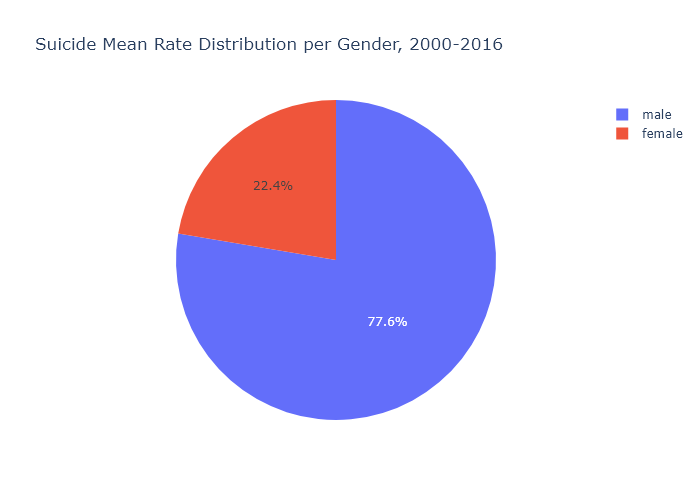 Suicide Mean Rate Distribution per Gender, 2000-2016
male
female
22.4%
77.6%